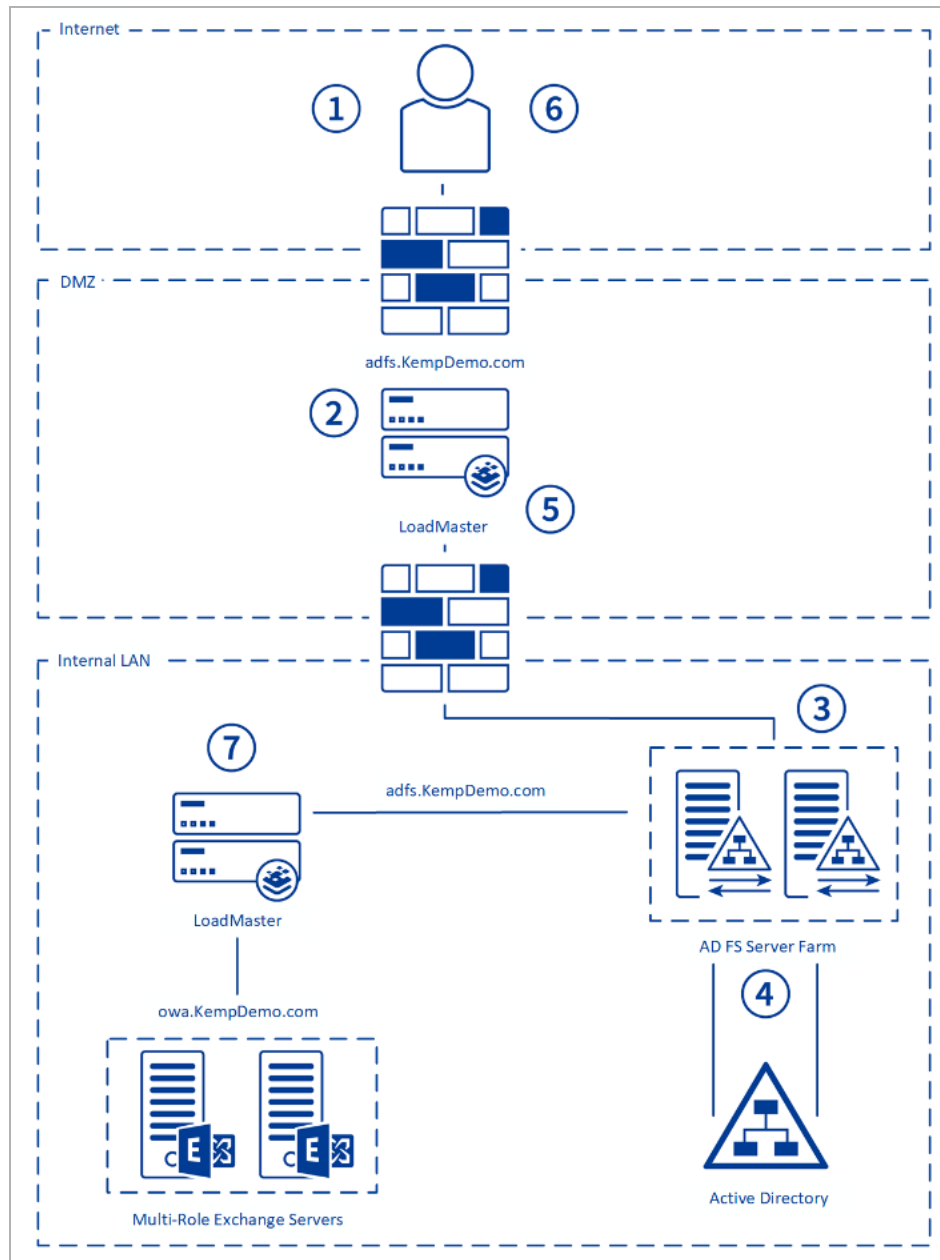 Internet
1
6
DMZ
adfs.KempDemo.com
2
5
LoadMaster
Internal LAN
3
7
adfs.KempDemo.com
LoadMaster
AD FS Server Farm
4
owa.KempDemo.com
E
E
Active Directory
Multi-Role Exchange Servers